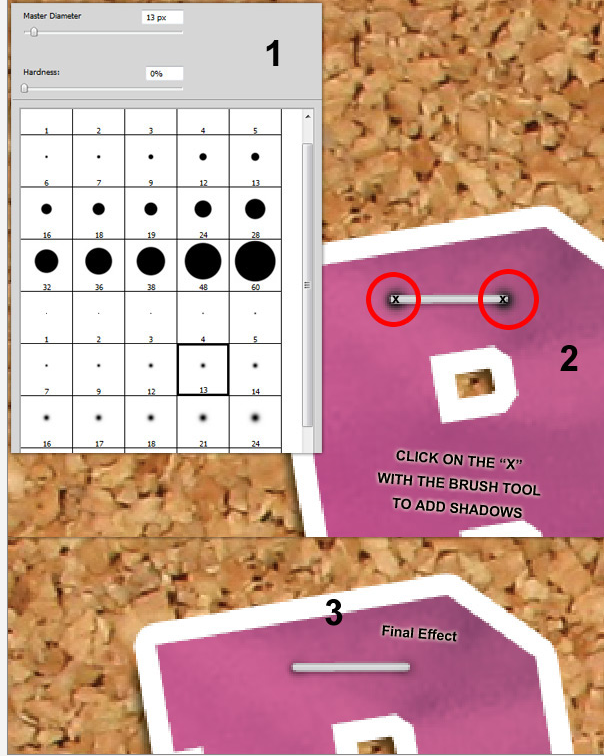 Master Diameter 13 px
1
Hardness: 0%
1 2 3 4 5
6 7 9 12 13
16 18 19 24 28
32 36 38 48 60
1 2 3 4 5
7 9 12 13 14
16 17 18 21 24
x x
2
CLICK ON THE “X”
WITH THE BRUSH TOOL
TO ADD SHADOWS
3
Final Effect